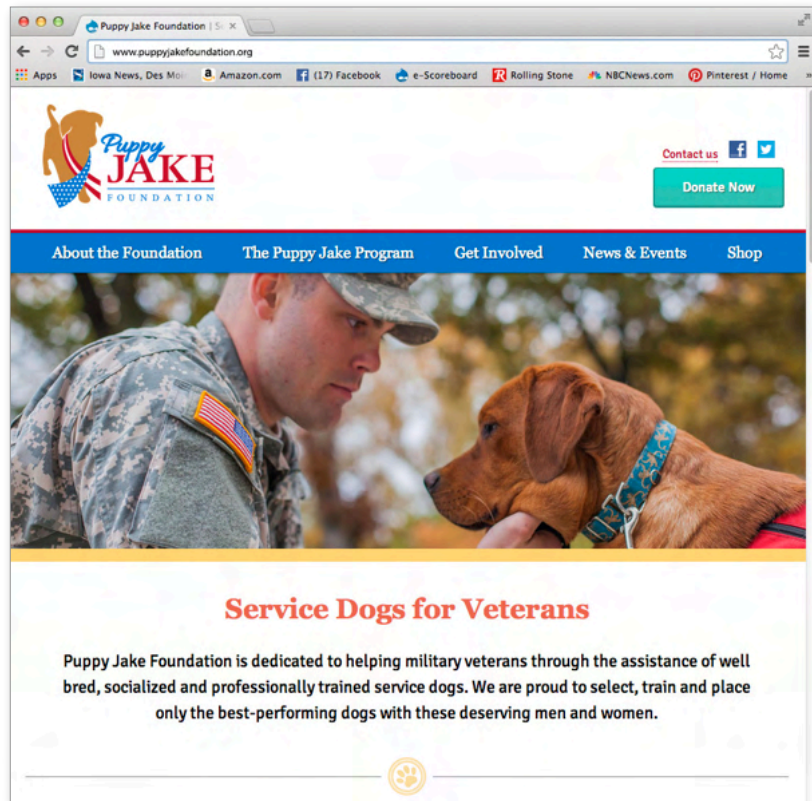 Puppy Jake Foundation | Se
www.puppyjakefoundation.org
Apps Iowa News, Des Moi Amazon.com (17) Facebook e-Scoreboard Rolling Stone NBCNews.com Pinterest / Home »
Puppy
JAKE
FOUNDATION
Contact us
Donate Now
About the Foundation The Puppy Jake Program Get Involved News & Events Shop
Service Dogs for Veterans
Puppy Jake Foundation is dedicated to helping military veterans through the assistance of well
bred, socialized and professionally trained service dogs. We are proud to select, train and place
only the best-performing dogs with these deserving men and women.